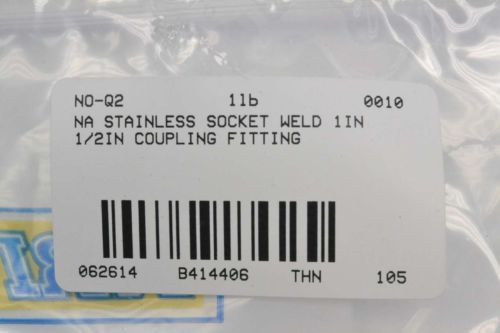 NO-Q2 1lb 0010
NA STAINLESS SOCKET WELD 1IN
1/2IN COUPLING FITTING
062614 B414406 THN 105